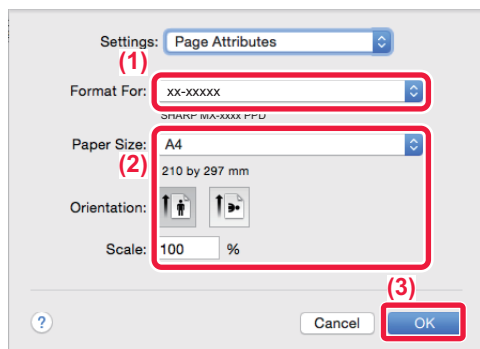 Settings: Page Attributes
(1)
Format For: xx-xxxxx
SHARP MX-xxxx PPD
Paper Size: A4
(2)
210 by 297 mm
Orientation:
Scale: 100 %
(3)
? Cancel OK